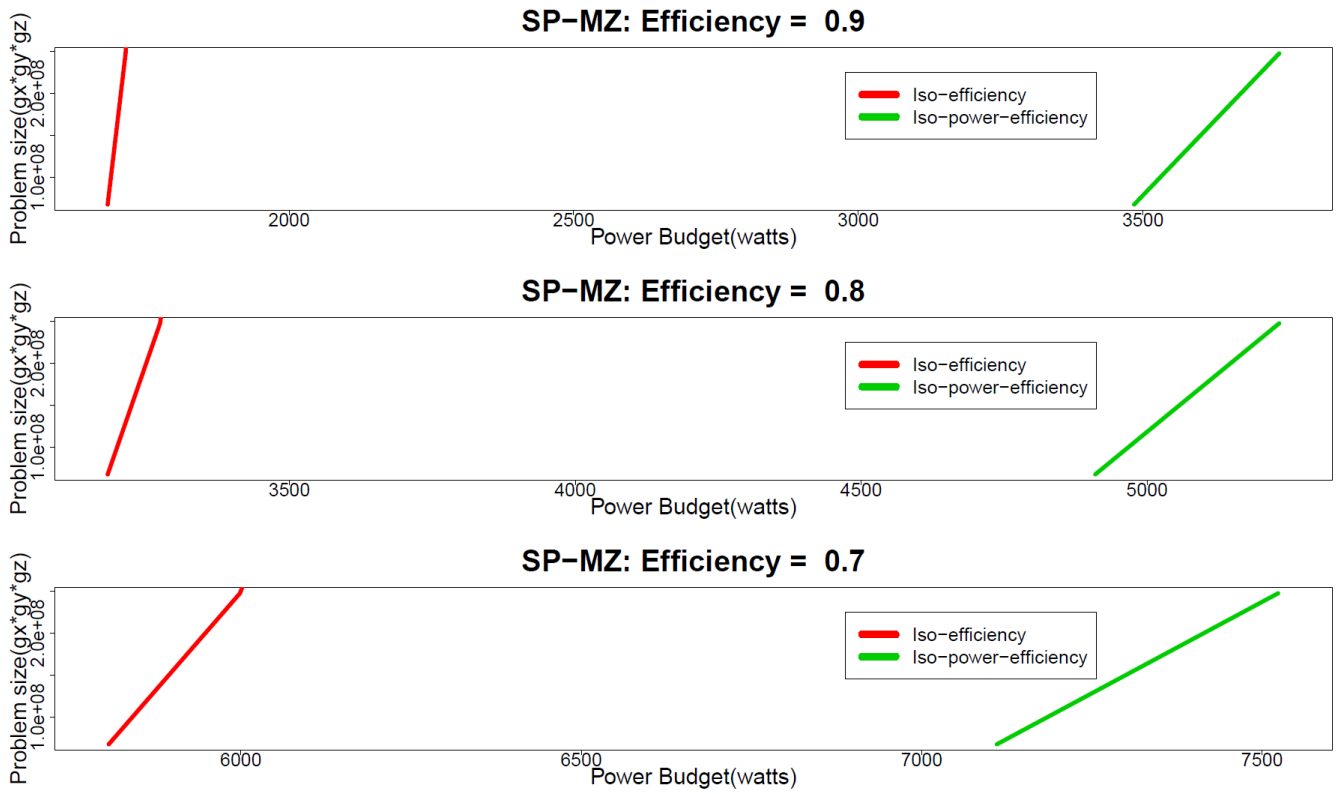 SP−MZ: Efficiency = 0.9
Problem size(gx*gy*gz)
1.0e+08 2.0e+08
Iso−efficiency
Iso−power−efficiency
2000 2500 3000 3500
Power Budget(watts)
SP−MZ: Efficiency = 0.8
Problem size(gx*gy*gz)
1.0e+08 2.0e+08
Iso−efficiency
Iso−power−efficiency
3500 4000 4500 5000
Power Budget(watts)
SP−MZ: Efficiency = 0.7
Problem size(gx*gy*gz)
1.0e+08 2.0e+08
Iso−efficiency
Iso−power−efficiency
6000 6500 7000 7500
Power Budget(watts)